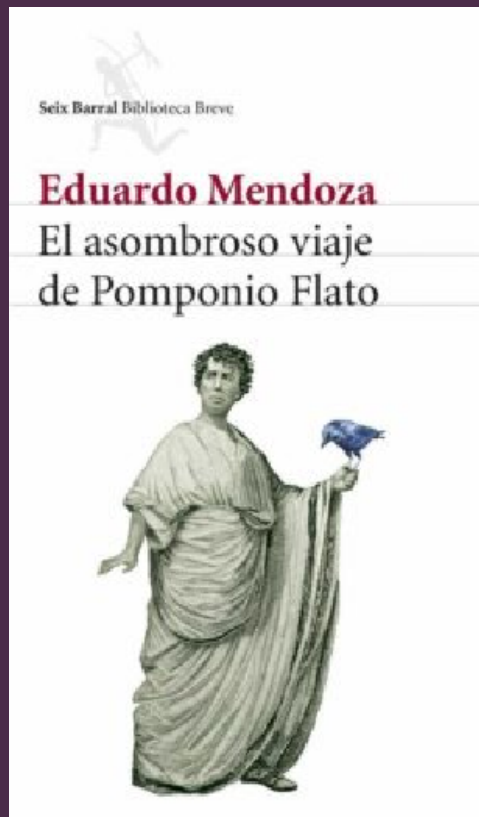 Seix Barral Biblioteca Breve
Eduardo Mendoza
El asombroso viaje
de Pomponio Flato